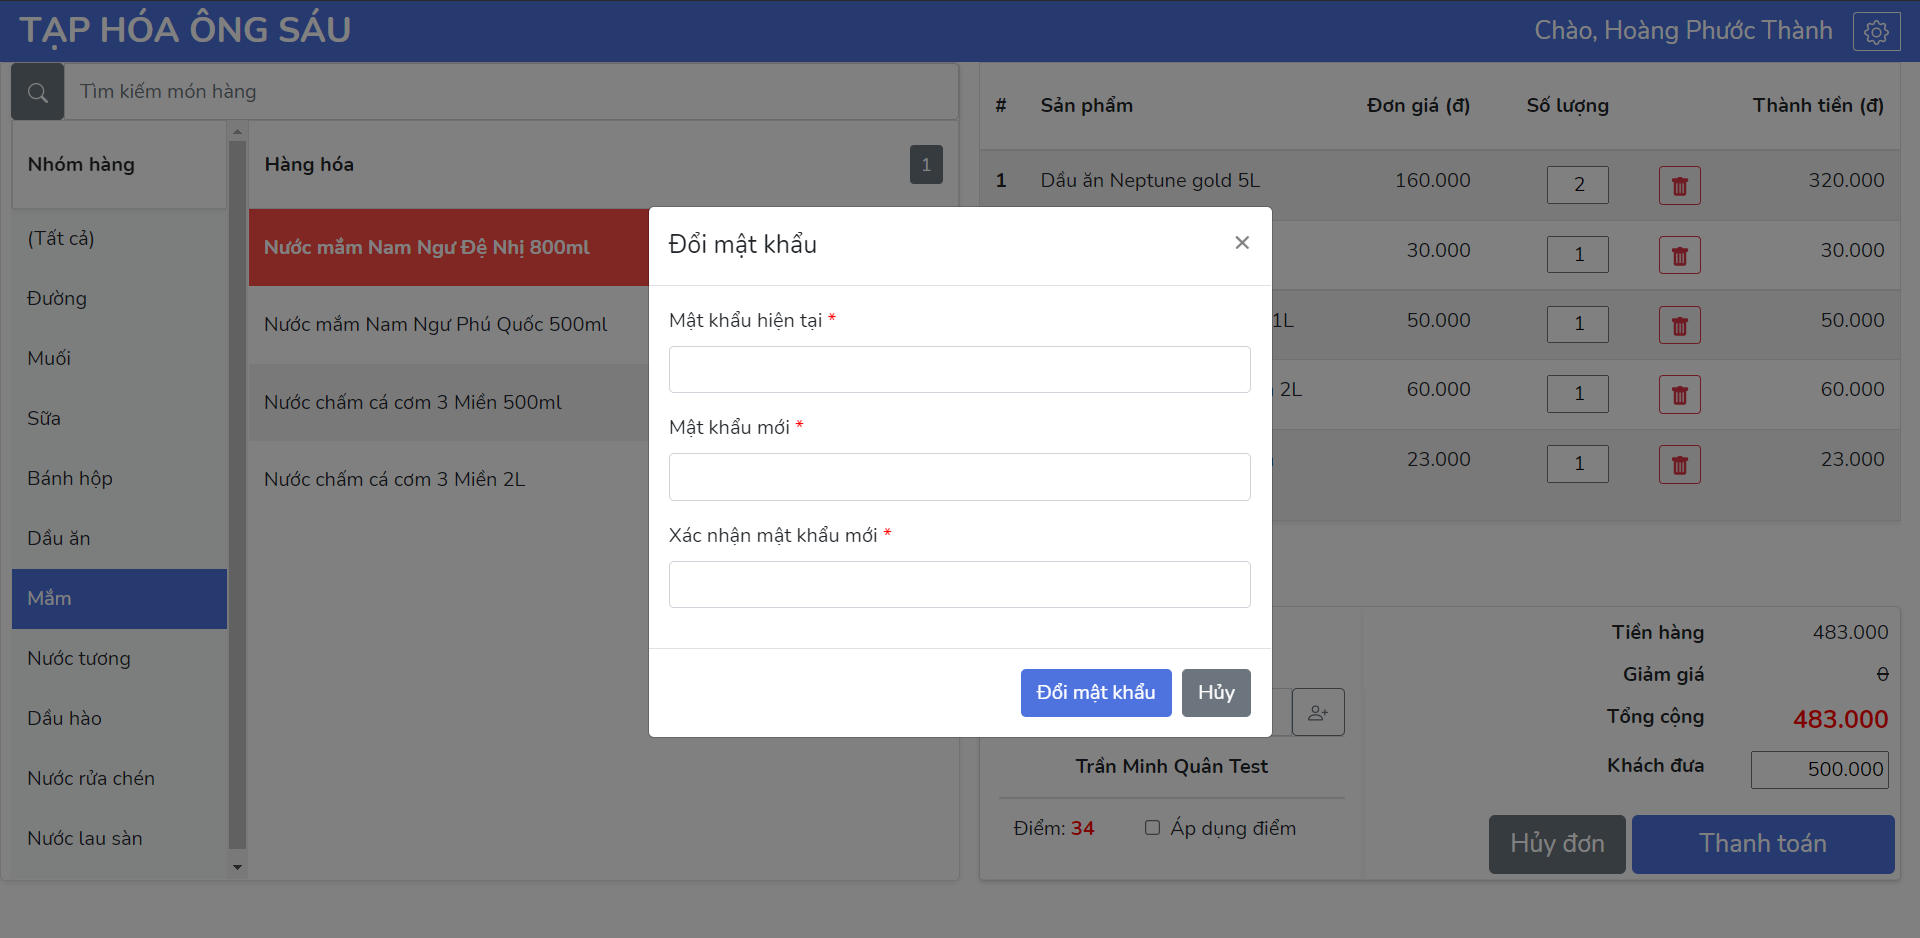 TẠP HÓA ÔNG SÁU
Chào, Hoàng Phước Thành
Tìm kiếm món hàng
Nhóm hàng
(Tất cả)
Đường
Muối
Sữa
Bánh hộp
Dầu ăn
Mắm
Nước tương
Dầu hào
Nước rửa chén
Nước lau sàn
Hàng hóa 1
Nước mắm Nam Ngư Đệ Nhị 800ml
Nước mắm Nam Ngư Phú Quốc 500ml
Nước chấm cá cơm 3 Miền 500ml
Nước chấm cá cơm 3 Miền 2L
Đổi mật khẩu ×
Mật khẩu hiện tại *
Mật khẩu mới *
Xác nhận mật khẩu mới *
Đổi mật khẩu Hủy
# Sản phẩm Đơn giá (đ) Số lượng Thành tiền (đ)
1 Dầu ăn Neptune gold 5L 160.000 2 320.000
30.000 1 30.000
1L 50.000 1 50.000
2L 60.000 1 60.000
23.000 1 23.000
Trần Minh Quân Test
Điểm: 34 Áp dụng điểm
Tiền hàng 483.000
Giảm giá 0
Tổng cộng 483.000
Khách đưa 500.000
Hủy đơn Thanh toán